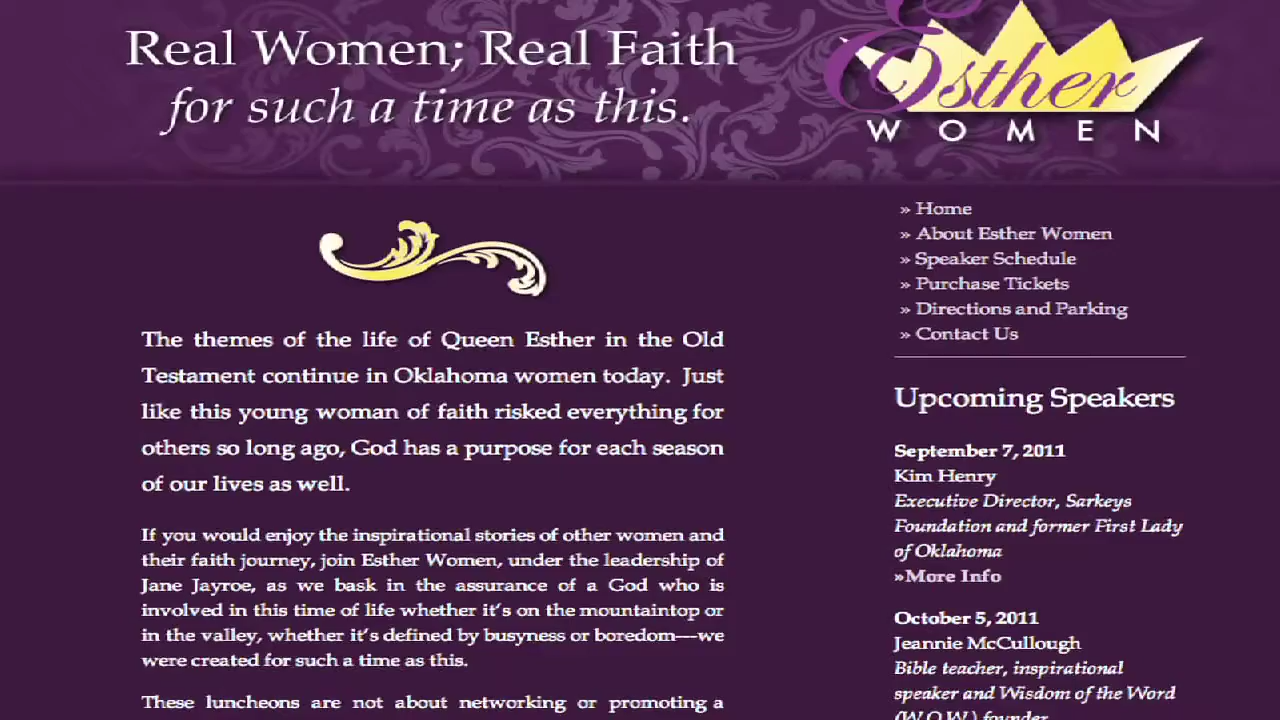 Real Women; Real Faith
for such a time as this.
Esther
WOMEN
» Home
» About Esther Women
» Speaker Schedule
» Purchase Tickets
» Directions and Parking
» Contact Us
The themes of the life of Queen Esther in the Old
Testament continue in Oklahoma women today. Just
like this young woman of faith risked everything for
others so long ago, God has a purpose for each season
of our lives as well.
If you would enjoy the inspirational stories of other women and
their faith journey, join Esther Women, under the leadership of
Jane Jayroe, as we bask in the assurance of a God who is
involved in this time of life whether it's on the mountaintop or
in the valley, whether it's defined by busyness or boredom—we
were created for such a time as this.
These luncheons are not about networking or promoting a
Upcoming Speakers
September 7, 2011
Kim Henry
Executive Director, Sarkeys
Foundation and former First Lady
of Oklahoma
»More Info
October 5, 2011
Jeannie McCullough
Bible teacher, inspirational
speaker and Wisdom of the Word
(W.O.W.) founder